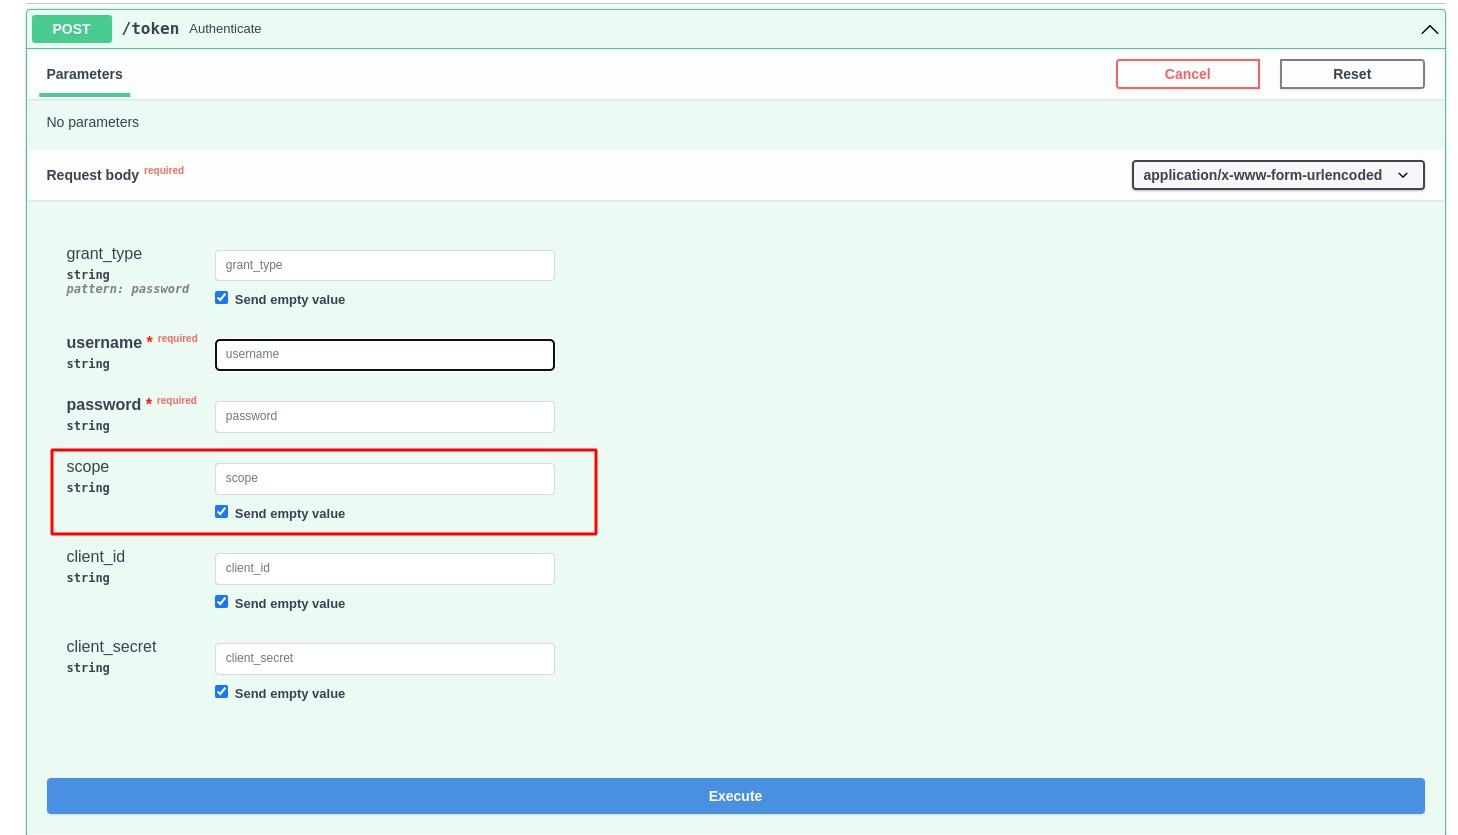 POST /token Authenticate
Parameters Cancel Reset
No parameters
Request body required application/x-www-form-urlencoded
grant_type
string
pattern: password
grant_type
Send empty value
username * required
string
username
password * required
string
password
scope
string
scope
Send empty value
client_id
string
client_id
Send empty value
client_secret
string
client_secret
Send empty value
Execute